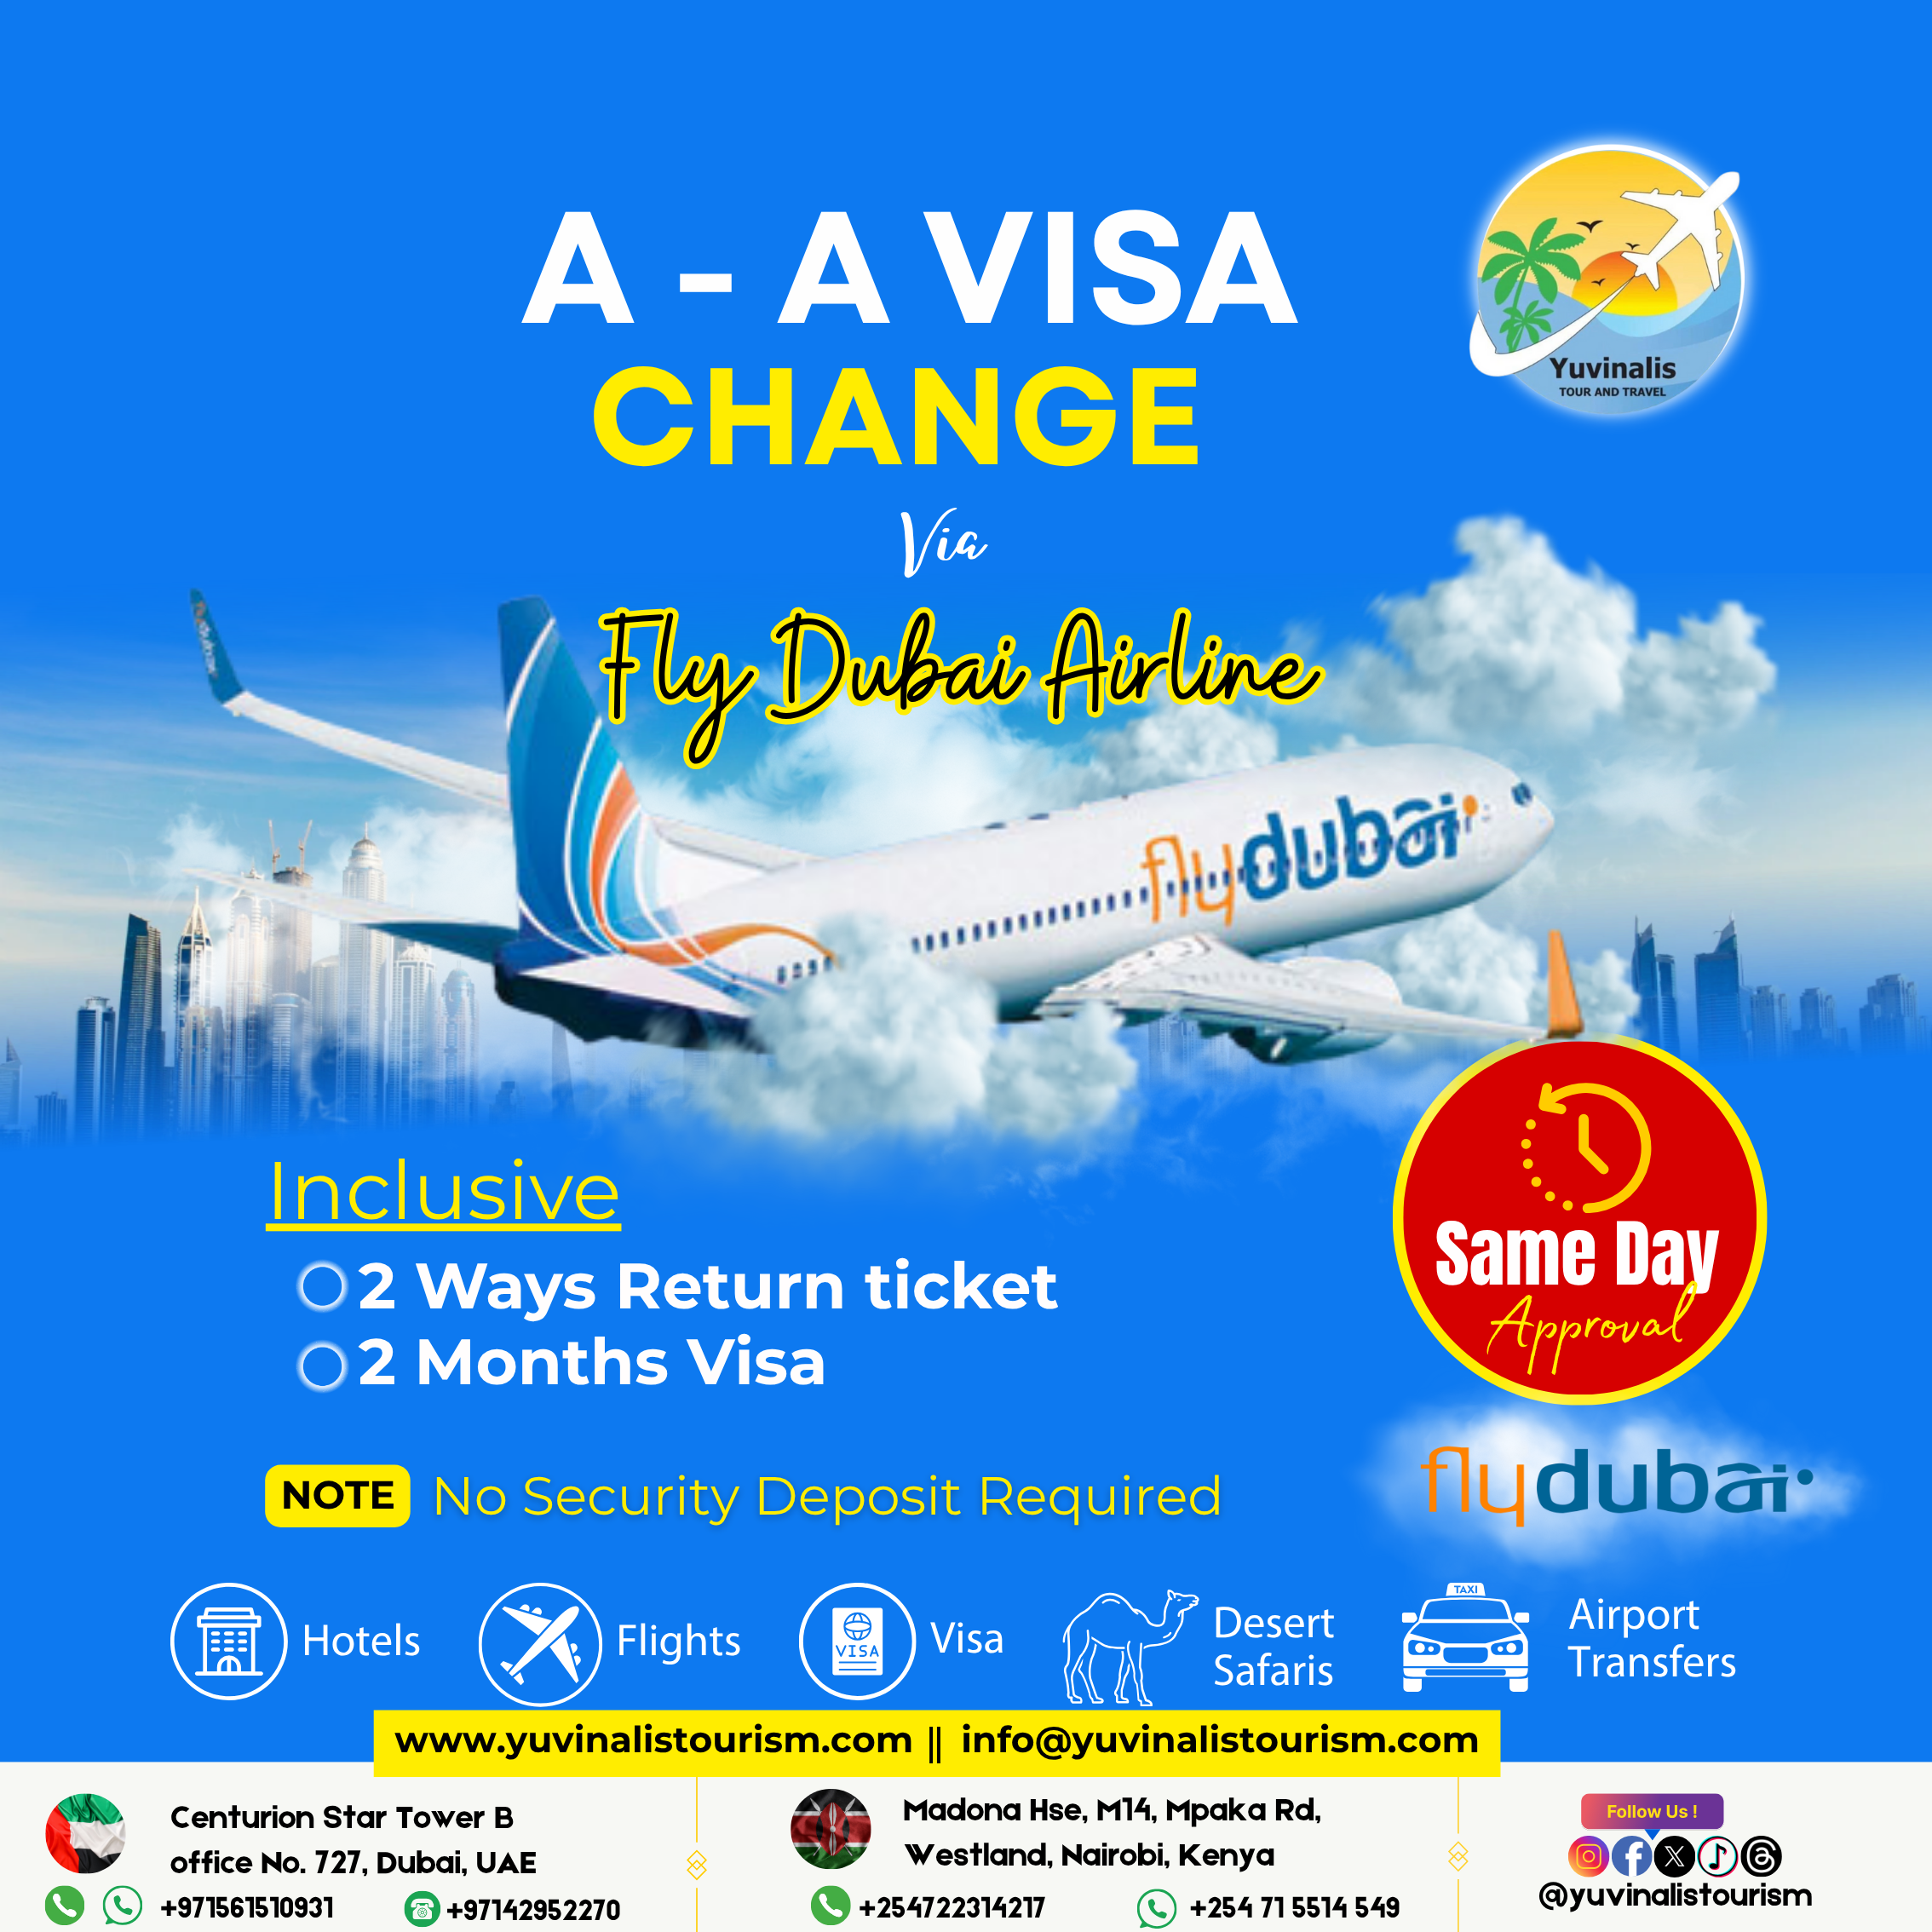 A - A VISA
CHANGE
Via
Fly Dubai Airline
Yuvinalis
TOUR AND TRAVEL
flydubai
Inclusive
2 Ways Return ticket
2 Months Visa
Same Day
Approval
NOTE No Security Deposit Required
flydubai
Hotels
Flights
VISA
Visa
Desert
Safaris
TAXI
Airport
Transfers
www.yuvinalistourism.com || info@yuvinalistourism.com
Centurion Star Tower B
office No. 727, Dubai, UAE
+971561510931
+97142952270
Madona Hse, M14, Mpaka Rd,
Westland, Nairobi, Kenya
+254722314217
+254 71 5514 549
Follow Us !
@yuvinalistourism